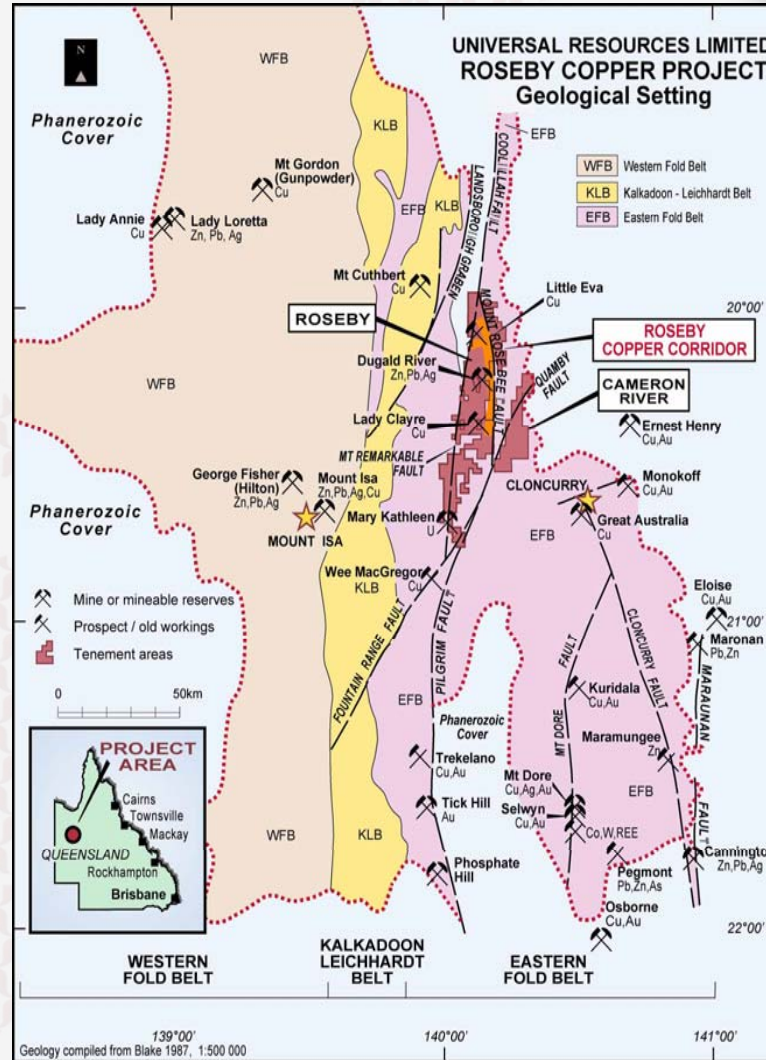 UNIVERSAL RESOURCES LIMITED
ROSEBY COPPER PROJECT
Geological Setting
N
WFB
Phanerozoic
Cover
KLB
EFB
COOLULLAH FAULT
LANDSBOROUGH GRABEN
WFB Western Fold Belt
KLB Kalkadoon - Leichhardt Belt
EFB Eastern Fold Belt
Mt Gordon
(Gunpowder)
Cu
EFB
KLB
Lady Annie
Cu
Lady Loretta
Zn, Pb, Ag
Mt Cuthbert
Cu
Little Eva
Cu
20°00'
ROSEBY
MOUNT ROSE BEE FAULT
ROSEBY
COPPER CORRIDOR
WFB
Dugald River
Zn,Pb,Ag
QUAMBY
FAULT
CAMERON
RIVER
Lady Clayre
Cu
Ernest Henry
Cu,Au
MT REMARKABLE
FAULT
George Fisher
(Hilton)
Zn,Pb,Ag
Mount Isa
Zn,Pb,Ag,Cu
CLONCURRY
Monokoff
Cu,Au
Phanerozoic
Cover
MOUNT ISA
Mary Kathleen
U
EFB
Great Australia
Cu
Wee MacGregor
Cu
KLB
Mine or mineable reserves
Prospect / old workings
Tenement areas
0 50km
FOUNTAIN RANGE FAULT
PILGRIM FAULT
Eloise
Cu,Au
21°00'
Maronan
Pb,Zn
MARAUNAN
FAULT
CLONCURRY FAULT
MT DORE
FAULT
Kuridala
Cu,Au
EFB
Phanerozoic
Cover
Maramungee
Zn
Trekelano
Cu,Au
Mt Dore
Cu,Ag,Au
Selwyn
Cu,Au
EFB
Tick Hill
Au
Co,W,REE
Cannington
Zn,Pb,Ag
WFB
KLB
Phosphate
Hill
Pegmont
Pb,Zn,As
Osborne
Cu,Au
22°00'
PROJECT
AREA
Cairns
Townsville
Mackay
QUEENSLAND
Rockhampton
Brisbane
WESTERN
FOLD BELT
KALKADOON
LEICHHARDT
BELT
EASTERN
FOLD BELT
139°00'
140°00'
141°00'
Geology compiled from Blake 1987, 1:500 000